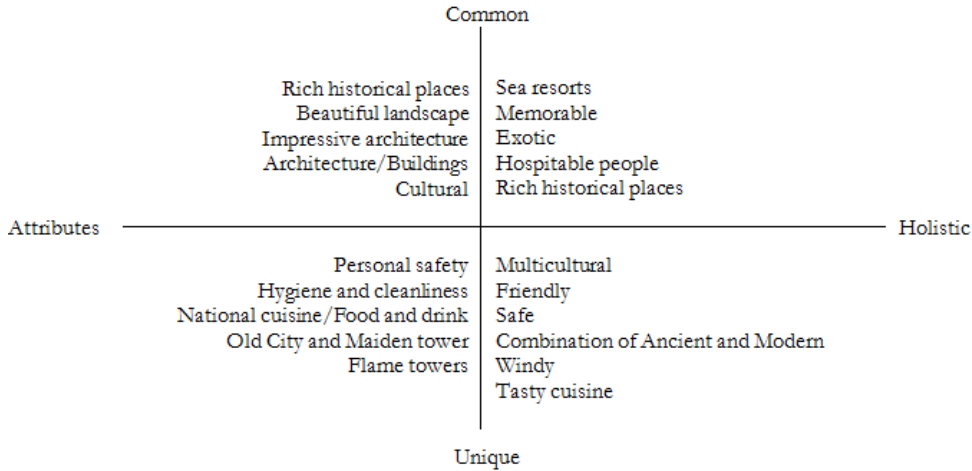 Common
Rich historical places
Beautiful landscape
Impressive architecture
Architecture/Buildings
Cultural
Sea resorts
Memorable
Exotic
Hospitable people
Rich historical places
Attributes
Holistic
Personal safety
Hygiene and cleanliness
National cuisine/Food and drink
Old City and Maiden tower
Flame towers
Multicultural
Friendly
Safe
Combination of Ancient and Modern
Windy
Tasty cuisine
Unique